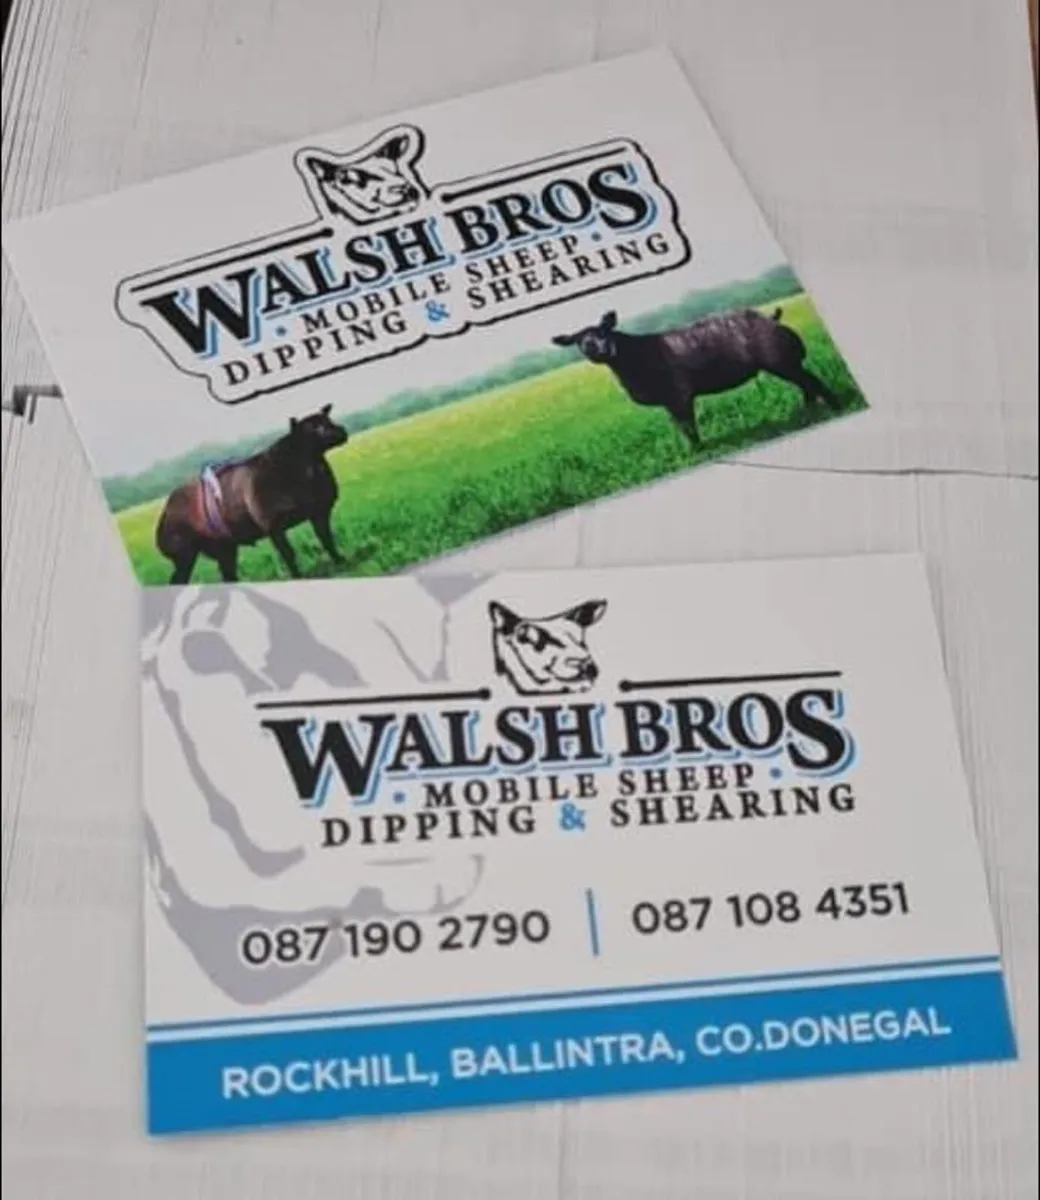 WALSH BROS
• MOBILE SHEEP •
DIPPING & SHEARING
WALSH BROS
• MOBILE SHEEP •
DIPPING & SHEARING
087 190 2790 | 087 108 4351
ROCKHILL, BALLINTRA, CO.DONEGAL